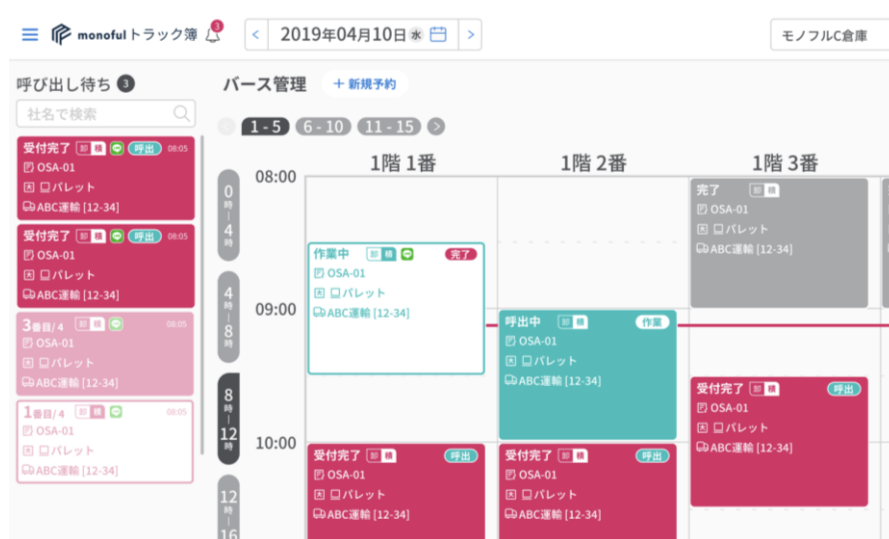 monoful トラック簿 3
2019年04月10日 水
モノフルC倉庫
呼び出し待ち 3
社名で検索
受付完了 卸 積 呼出 08:05
OSA-01
パレット
ABC運輸 [12-34]
受付完了 卸 積 呼出 08:05
OSA-01
パレット
ABC運輸 [12-34]
3番目/4 卸 積 08:05
OSA-01
パレット
ABC運輸 [12-34]
1番目/4 卸 積 08:05
OSA-01
パレット
ABC運輸 [12-34]
バース管理 + 新規予約
1 - 5 6 - 10 11 - 15
0時 | 4時
4時 | 8時
8時 | 12時
12時 | 16
1階 1番 1階 2番 1階 3番
08:00
09:00
10:00
作業中 卸 積 完了
OSA-01
パレット
ABC運輸 [12-34]
受付完了 卸 積 呼出
OSA-01
パレット
ABC運輸 [12-34]
呼出中 卸 積 作業
OSA-01
パレット
ABC運輸 [12-34]
受付完了 卸 積 呼出
OSA-01
パレット
ABC運輸 [12-34]
完了 卸 積
OSA-01
パレット
ABC運輸 [12-34]
受付完了 卸 積 呼出
OSA-01
パレット
ABC運輸 [12-34]